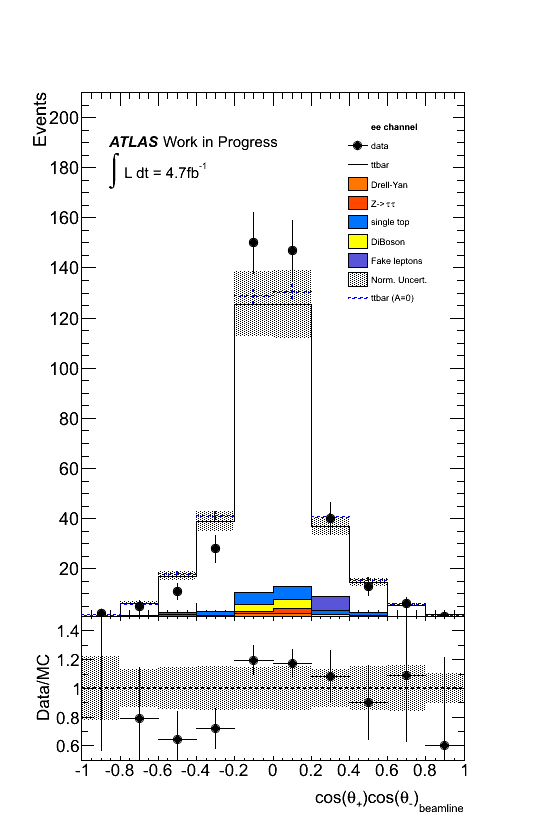 Events
200
180
160
140
120
100
80
60
40
20
ATLAS Work in Progress
∫ L dt = 4.7fb⁻¹
ee channel
data
ttbar
Drell-Yan
Z->ττ
single top
DiBoson
Fake leptons
Norm. Uncert.
ttbar (A=0)
Data/MC
1.4
1.2
1
0.8
0.6
-1 -0.8 -0.6 -0.4 -0.2 0 0.2 0.4 0.6 0.8 1
cos(θ₊)cos(θ₋)beamline